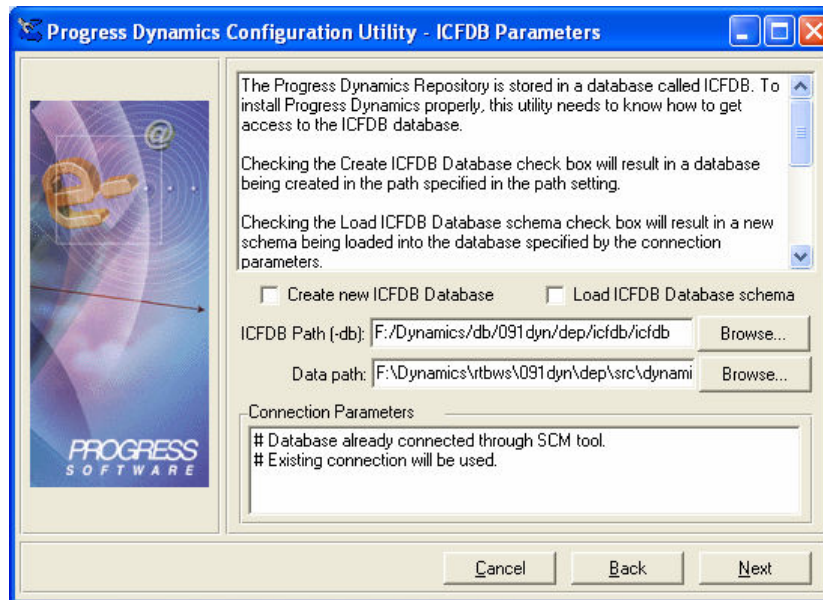 Progress Dynamics Configuration Utility - ICFDB Parameters
The Progress Dynamics Repository is stored in a database called ICFDB. To
install Progress Dynamics properly, this utility needs to know how to get
access to the ICFDB database.
Checking the Create ICFDB Database check box will result in a database
being created in the path specified in the path setting.
Checking the Load ICFDB Database schema check box will result in a new
schema being loaded into the database specified by the connection
parameters.
@
e-
PROGRESS
SOFTWARE
Create new ICFDB Database Load ICFDB Database schema
ICFDB Path (-db): F:/Dynamics/db/091dyn/dep/icfdb/icfdb Browse...
Data path: F:\Dynamics\rtbws\091dyn\dep\src\dynami Browse...
Connection Parameters
# Database already connected through SCM tool.
# Existing connection will be used.
Cancel Back Next